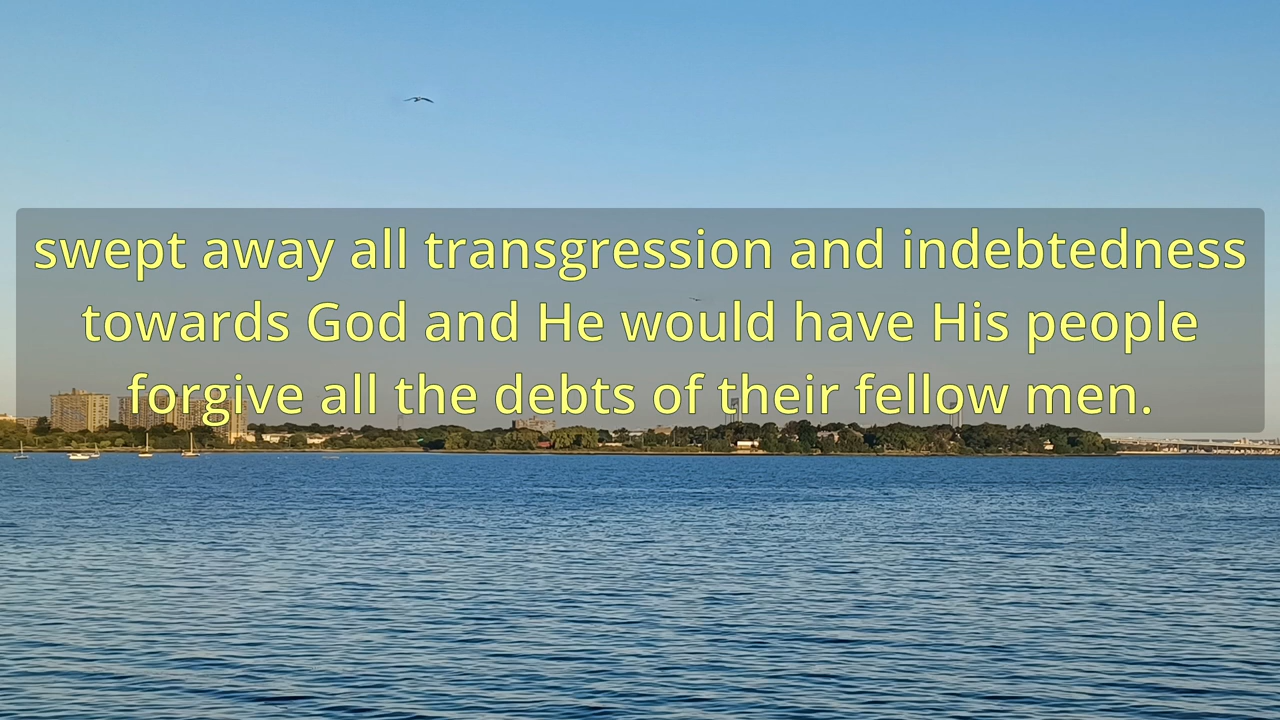 swept away all transgression and indebtedness
towards God and He would have His people
forgive all the debts of their fellow men.